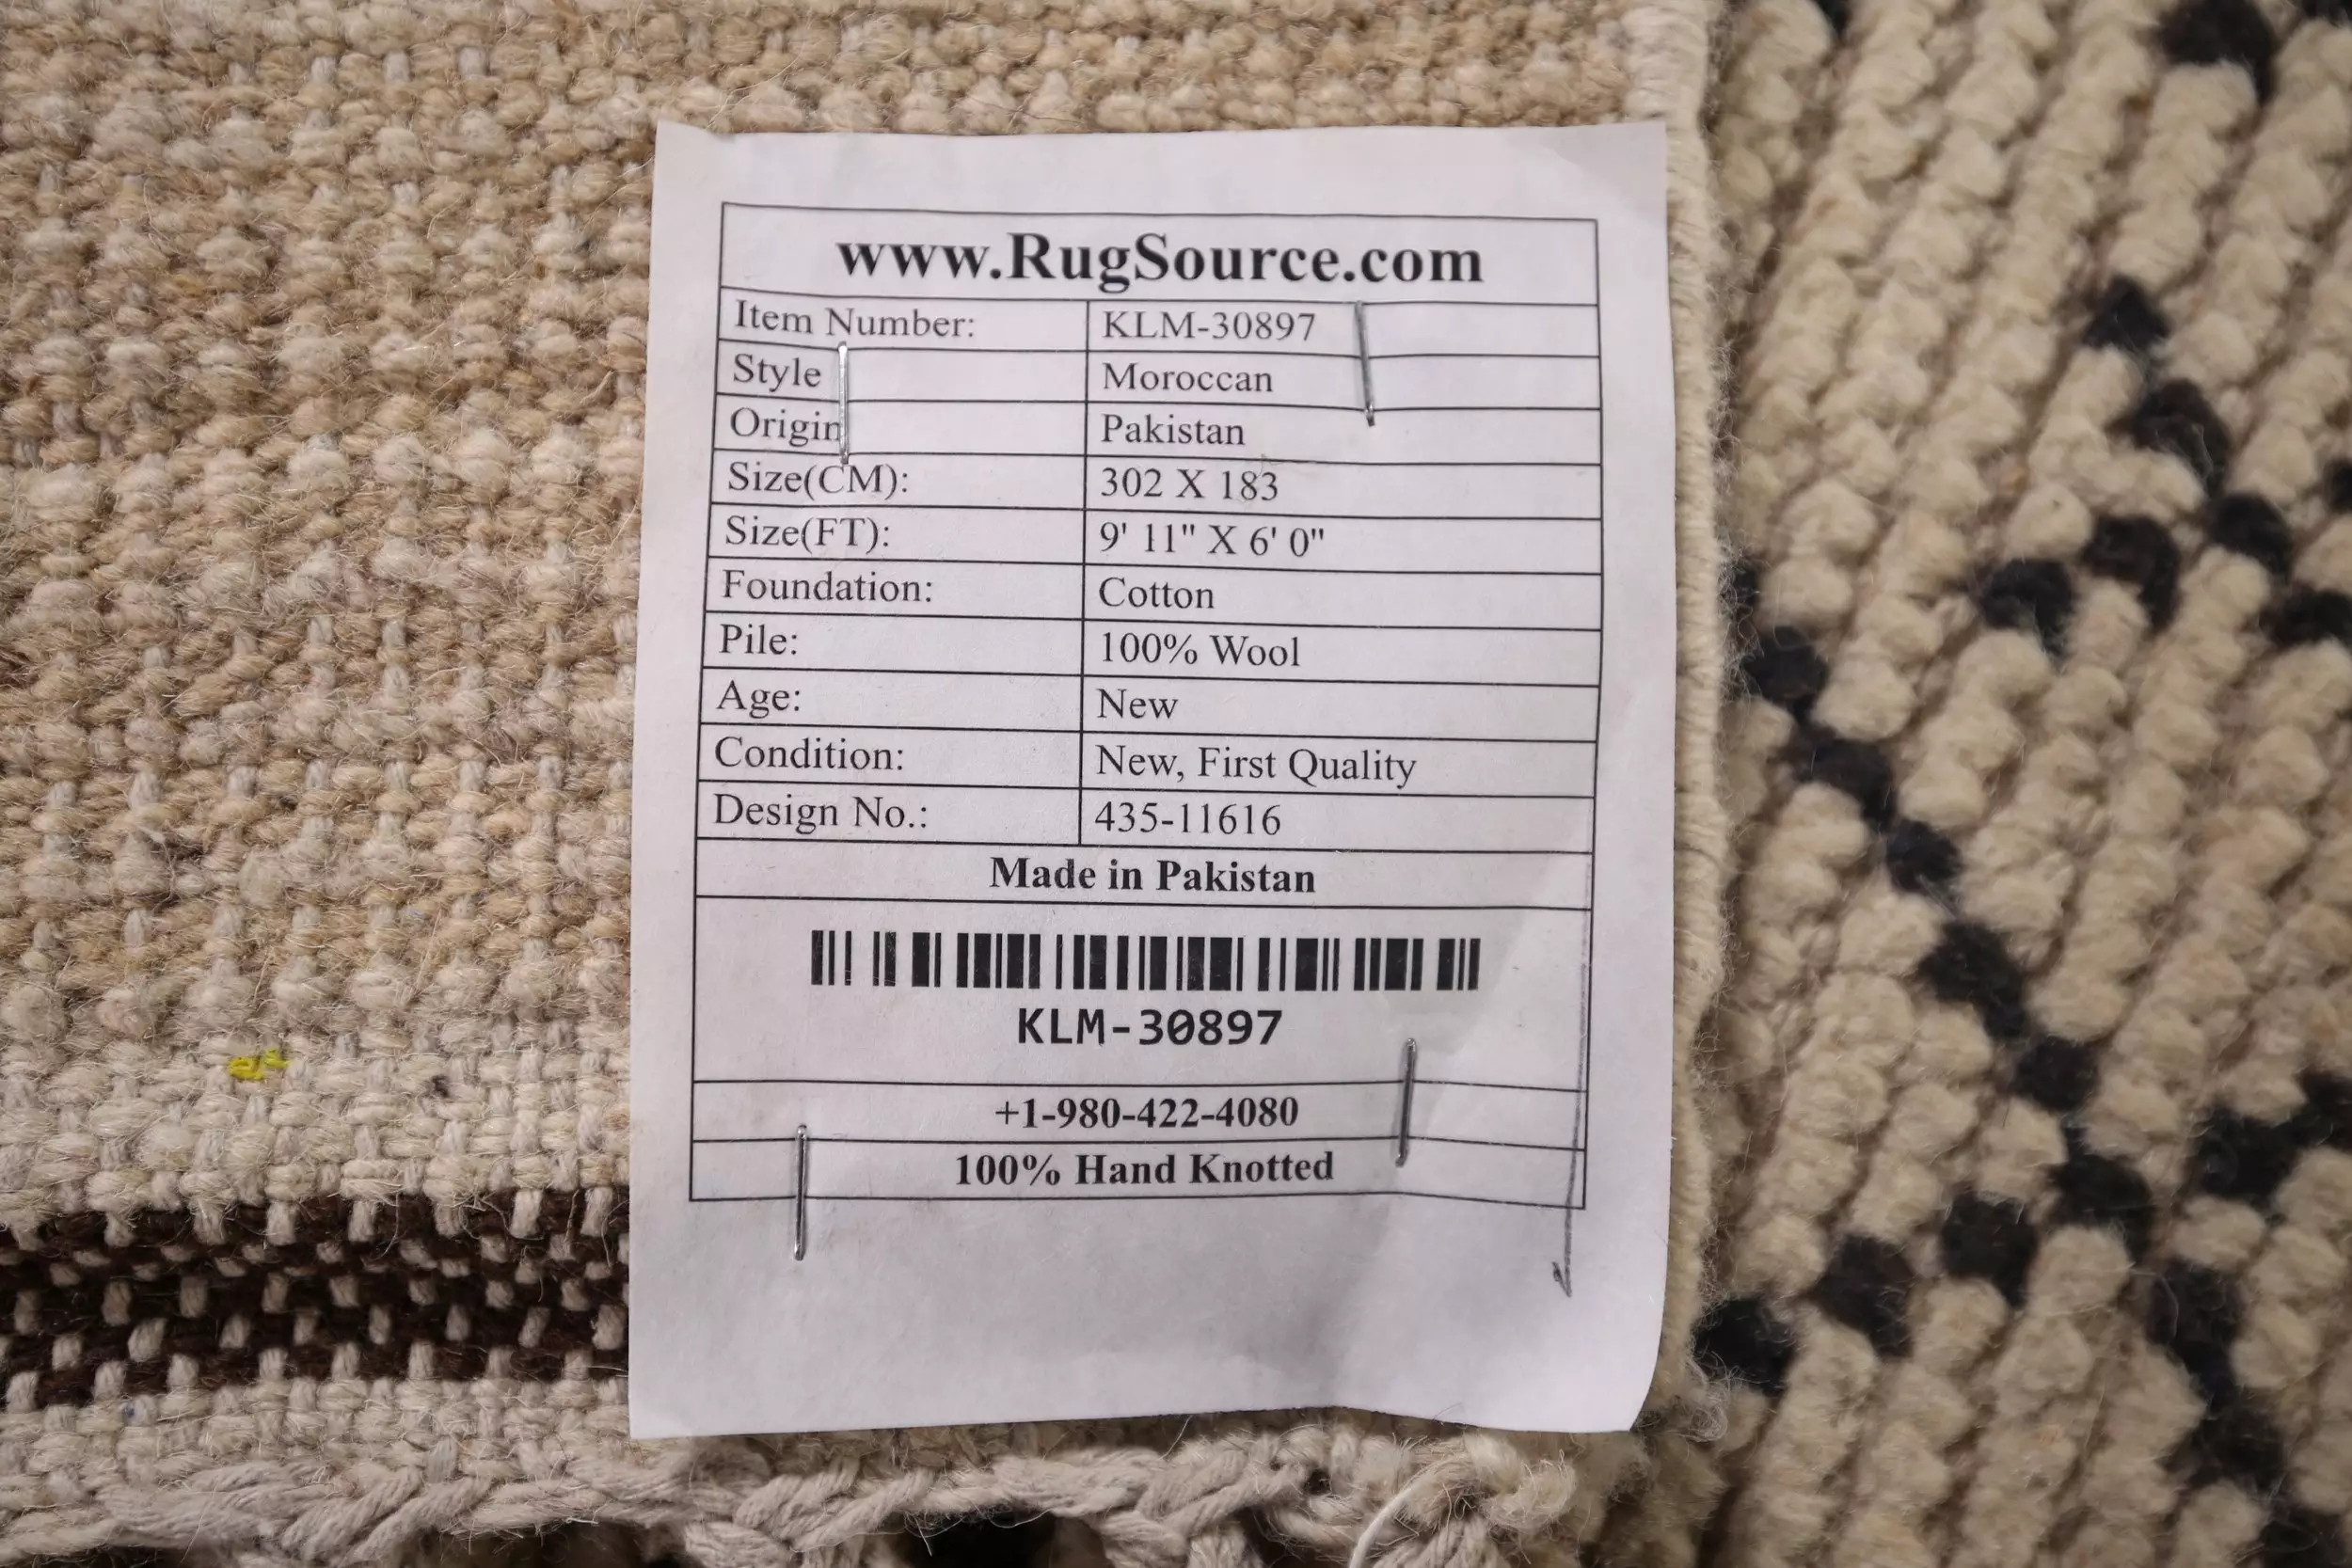 www.RugSource.com
Item Number: KLM-30897
Style Moroccan
Origin Pakistan
Size(CM): 302 X 183
Size(FT): 9' 11" X 6' 0"
Foundation: Cotton
Pile: 100% Wool
Age: New
Condition: New, First Quality
Design No.: 435-11616
Made in Pakistan
KLM-30897
+1-980-422-4080
100% Hand Knotted